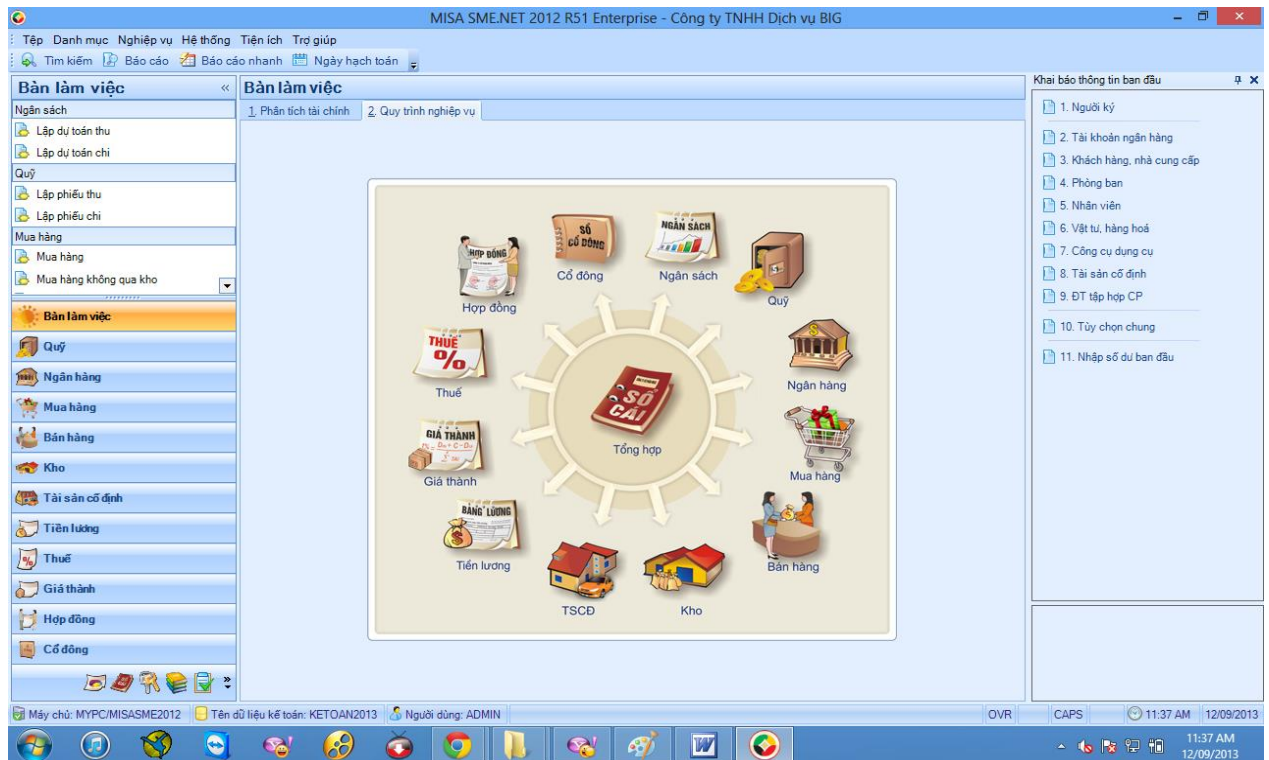 MISA SME.NET 2012 R51 Enterprise - Công ty TNHH Dịch vụ BIG
Tệp Danh mục Nghiệp vụ Hệ thống Tiện ích Trợ giúp
Tìm kiếm Báo cáo Báo cáo nhanh Ngày hạch toán
Bàn làm việc «
Ngân sách
Lập dự toán thu
Lập dự toán chi
Quỹ
Lập phiếu thu
Lập phiếu chi
Mua hàng
Mua hàng
Mua hàng không qua kho
Bàn làm việc
Quỹ
Ngân hàng
Mua hàng
Bán hàng
Kho
Tài sản cố định
Tiền lương
Thuế
Giá thành
Hợp đồng
Cổ đông
Bàn làm việc
1. Phân tích tài chính 2. Quy trình nghiệp vụ
HỢP ĐỒNG
Hợp đồng
SỔ
CỔ ĐÔNG
Cổ đông
NGÂN SÁCH
Ngân sách
Quỹ
THUẾ
%
Thuế
Ngân hàng
SỔ
CÁI
Tổng hợp
GIÁ THÀNH
Giá thành
Mua hàng
BẢNG LƯƠNG
Tiền lương
TSCĐ
Kho
Bán hàng
Khai báo thông tin ban đầu
1. Người ký
2. Tài khoản ngân hàng
3. Khách hàng, nhà cung cấp
4. Phòng ban
5. Nhân viên
6. Vật tư, hàng hoá
7. Công cụ dụng cụ
8. Tài sản cố định
9. ĐT tập hợp CP
10. Tùy chọn chung
11. Nhập số dư ban đầu
Máy chủ: MYPC/MISASME2012 Tên dữ liệu kế toán: KETOAN2013 Người dùng: ADMIN OVR CAPS 11:37 AM 12/09/2013
11:37 AM
12/09/2013